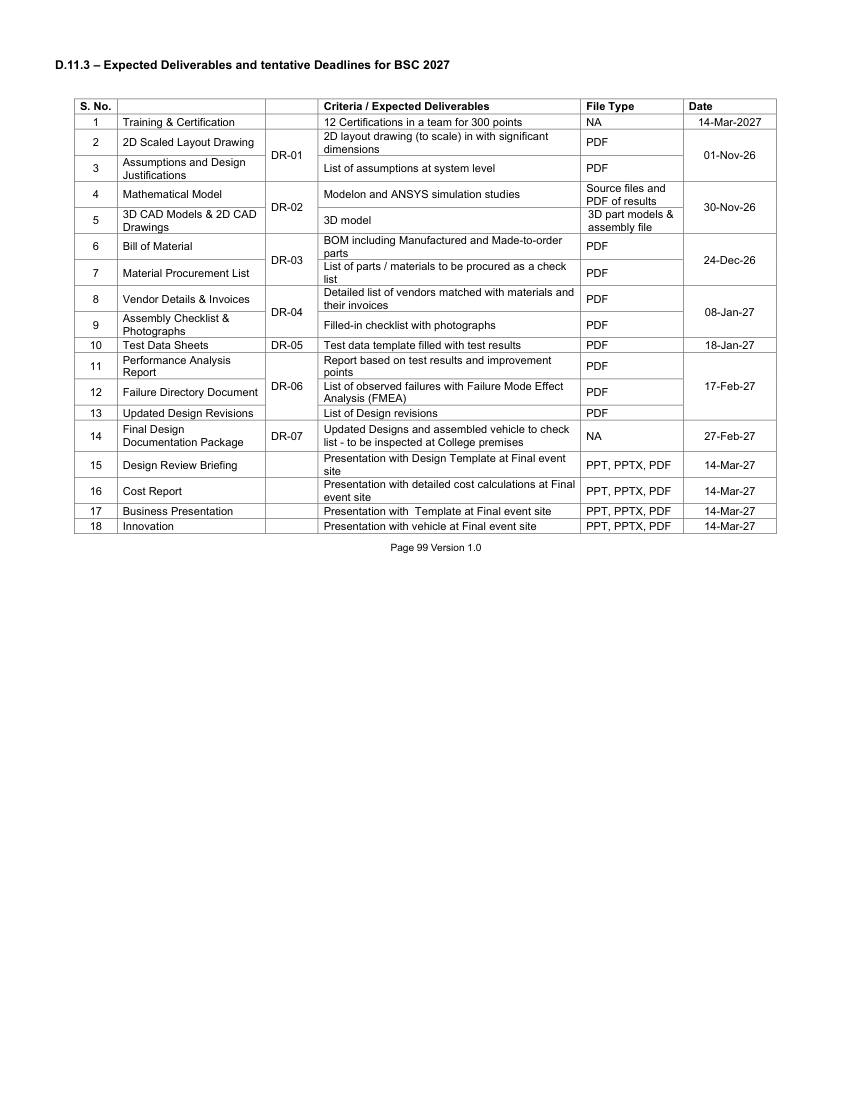 D.11.3 – Expected Deliverables and tentative Deadlines for BSC 2027
S. No. Criteria / Expected Deliverables File Type Date
1 Training & Certification 12 Certifications in a team for 300 points NA 14-Mar-2027
2 2D Scaled Layout Drawing DR-01 2D layout drawing (to scale) in with significant
dimensions PDF 01-Nov-26
3 Assumptions and Design
Justifications List of assumptions at system level PDF
4 Mathematical Model DR-02 Modelon and ANSYS simulation studies Source files and
PDF of results 30-Nov-26
5 3D CAD Models & 2D CAD
Drawings 3D model 3D part models &
assembly file
6 Bill of Material DR-03 BOM including Manufactured and Made-to-order
parts PDF 24-Dec-26
7 Material Procurement List List of parts / materials to be procured as a check
list PDF
8 Vendor Details & Invoices DR-04 Detailed list of vendors matched with materials and
their invoices PDF 08-Jan-27
9 Assembly Checklist &
Photographs Filled-in checklist with photographs PDF
10 Test Data Sheets DR-05 Test data template filled with test results PDF 18-Jan-27
11 Performance Analysis
Report DR-06 Report based on test results and improvement
points PDF 17-Feb-27
12 Failure Directory Document List of observed failures with Failure Mode Effect
Analysis (FMEA) PDF
13 Updated Design Revisions List of Design revisions PDF
14 Final Design
Documentation Package DR-07 Updated Designs and assembled vehicle to check
list - to be inspected at College premises NA 27-Feb-27
15 Design Review Briefing Presentation with Design Template at Final event
site PPT, PPTX, PDF 14-Mar-27
16 Cost Report Presentation with detailed cost calculations at Final
event site PPT, PPTX, PDF 14-Mar-27
17 Business Presentation Presentation with  Template at Final event site PPT, PPTX, PDF 14-Mar-27
18 Innovation Presentation with vehicle at Final event site PPT, PPTX, PDF 14-Mar-27
Page 99 Version 1.0